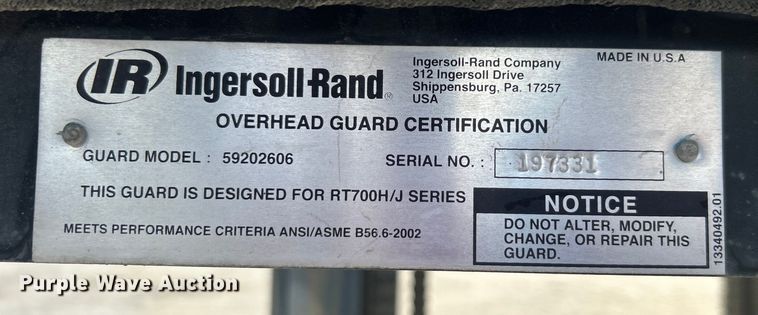 IR Ingersoll-Rand®
Ingersoll-Rand Company
312 Ingersoll Drive
Shippensburg, Pa. 17257
USA
MADE IN U.S.A
OVERHEAD GUARD CERTIFICATION
GUARD MODEL : 59202606
SERIAL NO. : 197331
THIS GUARD IS DESIGNED FOR RT700H/J SERIES
MEETS PERFORMANCE CRITERIA ANSI/ASME B56.6-2002
NOTICE
DO NOT ALTER, MODIFY,
CHANGE, OR REPAIR THIS
GUARD.
13340492.01
Purple Wave Auction